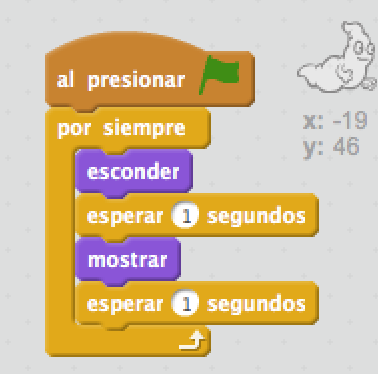 al presionar
por siempre
esconder
esperar 1 segundos
mostrar
esperar 1 segundos
x: -19
y: 46